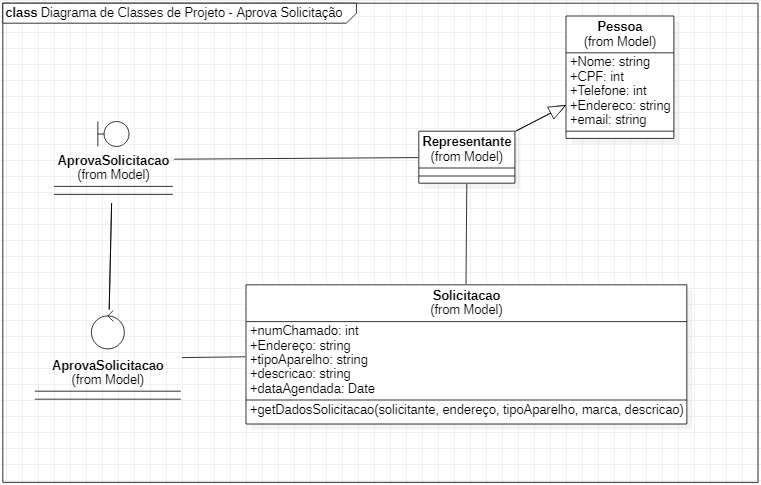 class Diagrama de Classes de Projeto - Aprova Solicitação
Pessoa
(from Model)
+Nome: string
+CPF: int
+Telefone: int
+Endereco: string
+email: string
AprovaSolicitacao
(from Model)
Representante
(from Model)
AprovaSolicitacao
(from Model)
Solicitacao
(from Model)
+numChamado: int
+Endereço: string
+tipoAparelho: string
+descricao: string
+dataAgendada: Date
+getDadosSolicitacao(solicitante, endereço, tipoAparelho, marca, descricao)